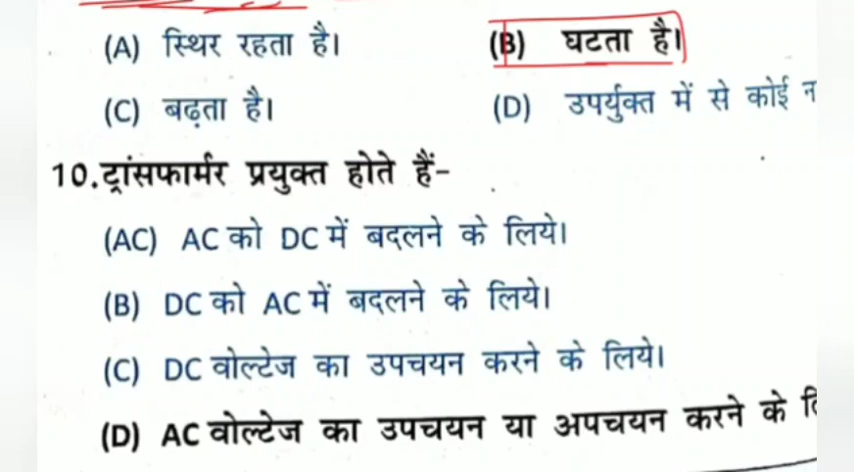 (A) स्थिर रहता है। (B) घटता है।
(C) बढ़ता है। (D) उपर्युक्त में से कोई
10.ट्रांसफार्मर प्रयुक्त होते हैं-
(AC) AC को DC में बदलने के लिये।
(B) DC को AC में बदलने के लिये।
(C) DC वोल्टेज का उपचयन करने के लिये।
(D) AC वोल्टेज का उपचयन या अपचयन करने के